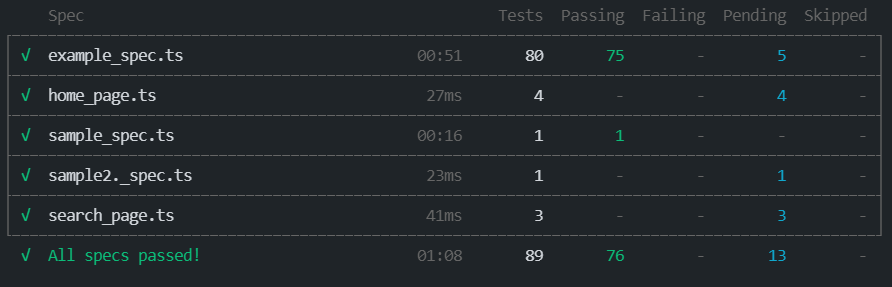 Spec Tests Passing Failing Pending Skipped
√ example_spec.ts 00:51 80 75 - 5 -
√ home_page.ts 27ms 4 - - 4 -
√ sample_spec.ts 00:16 1 1 - - -
√ sample2._spec.ts 23ms 1 - - 1 -
√ search_page.ts 41ms 3 - - 3 -
√ All specs passed! 01:08 89 76 - 13 -